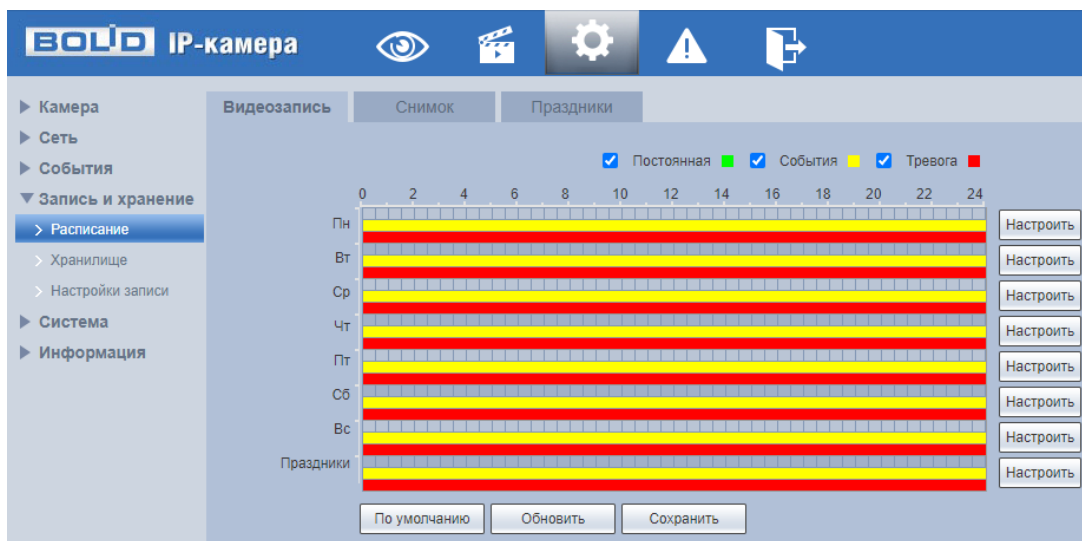 BOLID IP-камера
Камера
Сеть
События
Запись и хранение
Расписание
Хранилище
Настройки записи
Система
Информация
Видеозапись Снимок Праздники
Постоянная События Тревога
0 2 4 6 8 10 12 14 16 18 20 22 24
Пн Настроить
Вт Настроить
Ср Настроить
Чт Настроить
Пт Настроить
Сб Настроить
Вс Настроить
Праздники Настроить
По умолчанию Обновить Сохранить